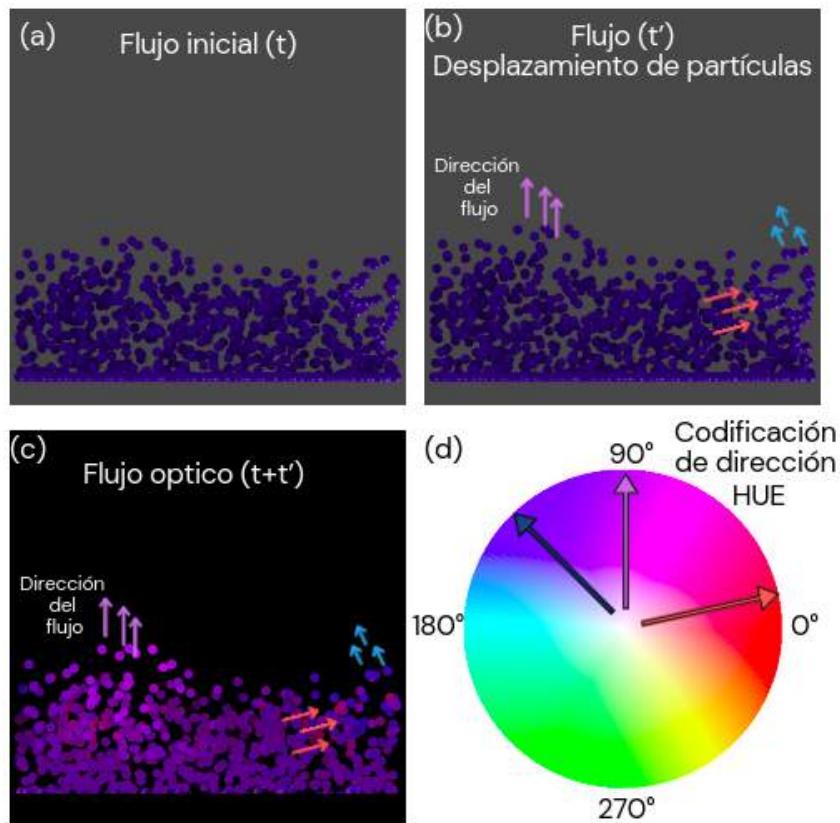 (a)
Flujo inicial (t)
(b)
Flujo (t')
Desplazamiento de partículas
Dirección
del
flujo
(c)
Flujo optico (t+t')
Dirección
del
flujo
(d)
Codificación
de dirección
HUE
90°
180°
0°
270°